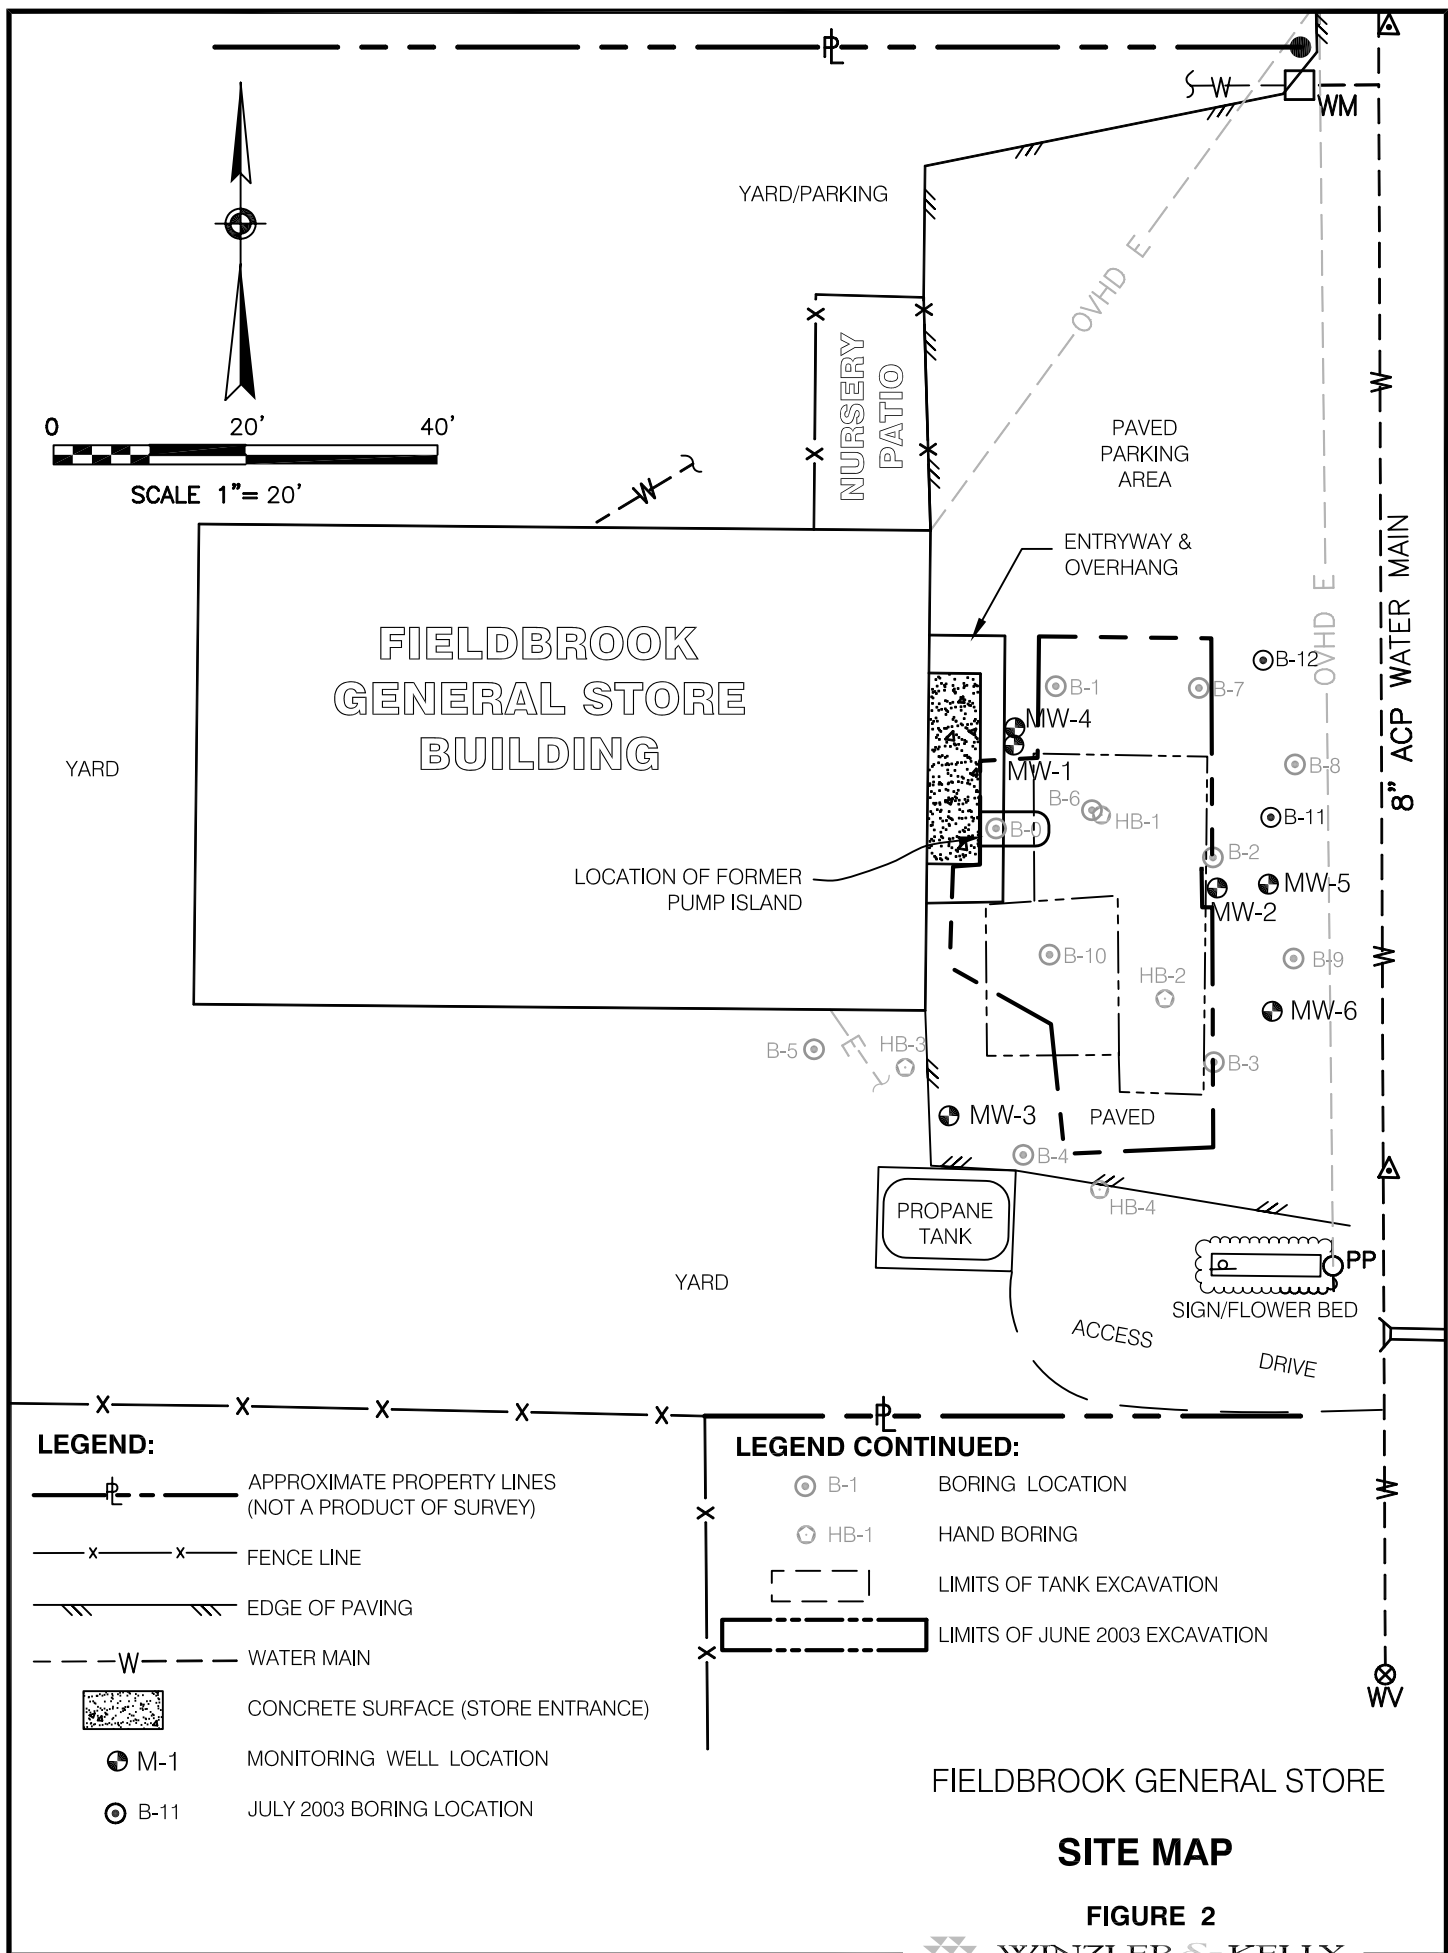 PL
W
WM
YARD/PARKING
OVHD E
NURSERY
PATIO
0 20' 40'
SCALE 1"= 20'
W
PAVED
PARKING
AREA
W
ENTRYWAY &
OVERHANG
OVHD E
8" ACP WATER MAIN
FIELDBROOK
GENERAL STORE
BUILDING
B-12
B-1
B-7
MW-4
MW-1
YARD
B-8
B-6
HB-1
B-11
B-0
B-2
LOCATION OF FORMER
PUMP ISLAND
MW-5
MW-2
B-10
B-9
W
HB-2
MW-6
B-5
E
HB-3
B-3
MW-3
PAVED
B-4
HB-4
PROPANE
TANK
PP
YARD
SIGN/FLOWER BED
ACCESS
DRIVE
X X X X X
PL
LEGEND:
PL APPROXIMATE PROPERTY LINES
(NOT A PRODUCT OF SURVEY)
X X FENCE LINE
EDGE OF PAVING
W WATER MAIN
CONCRETE SURFACE (STORE ENTRANCE)
M-1 MONITORING WELL LOCATION
B-11 JULY 2003 BORING LOCATION
LEGEND CONTINUED:
B-1 BORING LOCATION
HB-1 HAND BORING
LIMITS OF TANK EXCAVATION
LIMITS OF JUNE 2003 EXCAVATION
W
WV
FIELDBROOK GENERAL STORE
SITE MAP
FIGURE 2
WINZLER & KELLY